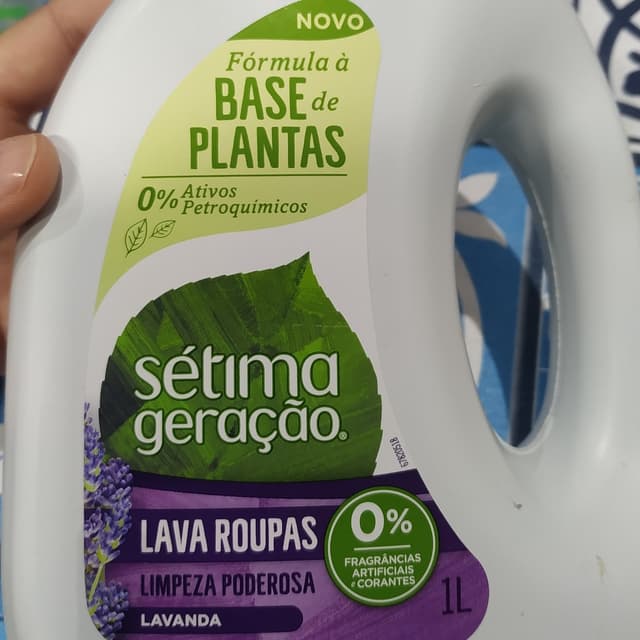 NOVO
Fórmula à
BASE de
PLANTAS
0% Ativos
Petroquímicos
sétima
geração®
LAVA ROUPAS
LIMPEZA PODEROSA
LAVANDA
0%
FRAGRÂNCIAS
ARTIFICIAIS
e CORANTES
1L